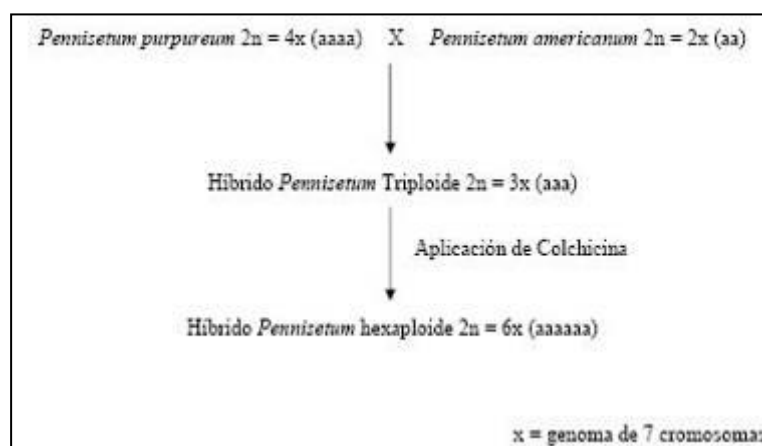 Pennisetum purpureum 2n = 4x (aaaa) X Pennisetum americanum 2n = 2x (aa)
Híbrido Pennisetum Triploide 2n = 3x (aaa)
Aplicación de Colchicina
Híbrido Pennisetum hexaploide 2n = 6x (aaaaaa)
x = genoma de 7 cromosomas